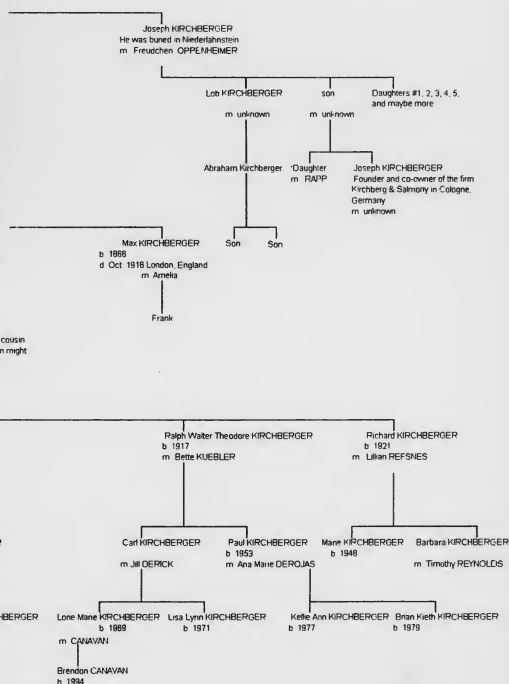 Joseph KIRCHBERGER
He was buried in Niederlahnstein
m Freudchen OPPENHEIMER
Lob KIRCHBERGER
m unknown
son
m unknown
Daughters #1, 2, 3, 4, 5,
and maybe more
Abraham Kirchberger
Daughter
m RAPP
Joseph KIRCHBERGER
Founder and co-owner of the firm
Kirchberg & Salmony in Cologne,
Germany
m unknown
Son
Son
Max KIRCHBERGER
b 1866
d Oct 1916 London, England
m Amelia
Frank
cousin
n might
Ralph Walter Theodore KIRCHBERGER
b 1917
m Bette KUEBLER
Richard KIRCHBERGER
b 1921
m Lillian REFSNES
Carl KIRCHBERGER
m Jill DERICK
Paul KIRCHBERGER
b 1953
m Ana Marie DEROJAS
Marie KIRCHBERGER
b 1948
Barbara KIRCHBERGER
m Timothy REYNOLDS
HBERGER
Lorie Marie KIRCHBERGER
b 1969
m CANAVAN
Lisa Lynn KIRCHBERGER
b 1971
Kellie Ann KIRCHBERGER
b 1977
Brian Kieth KIRCHBERGER
b 1979
Brendon CANAVAN
b 1994